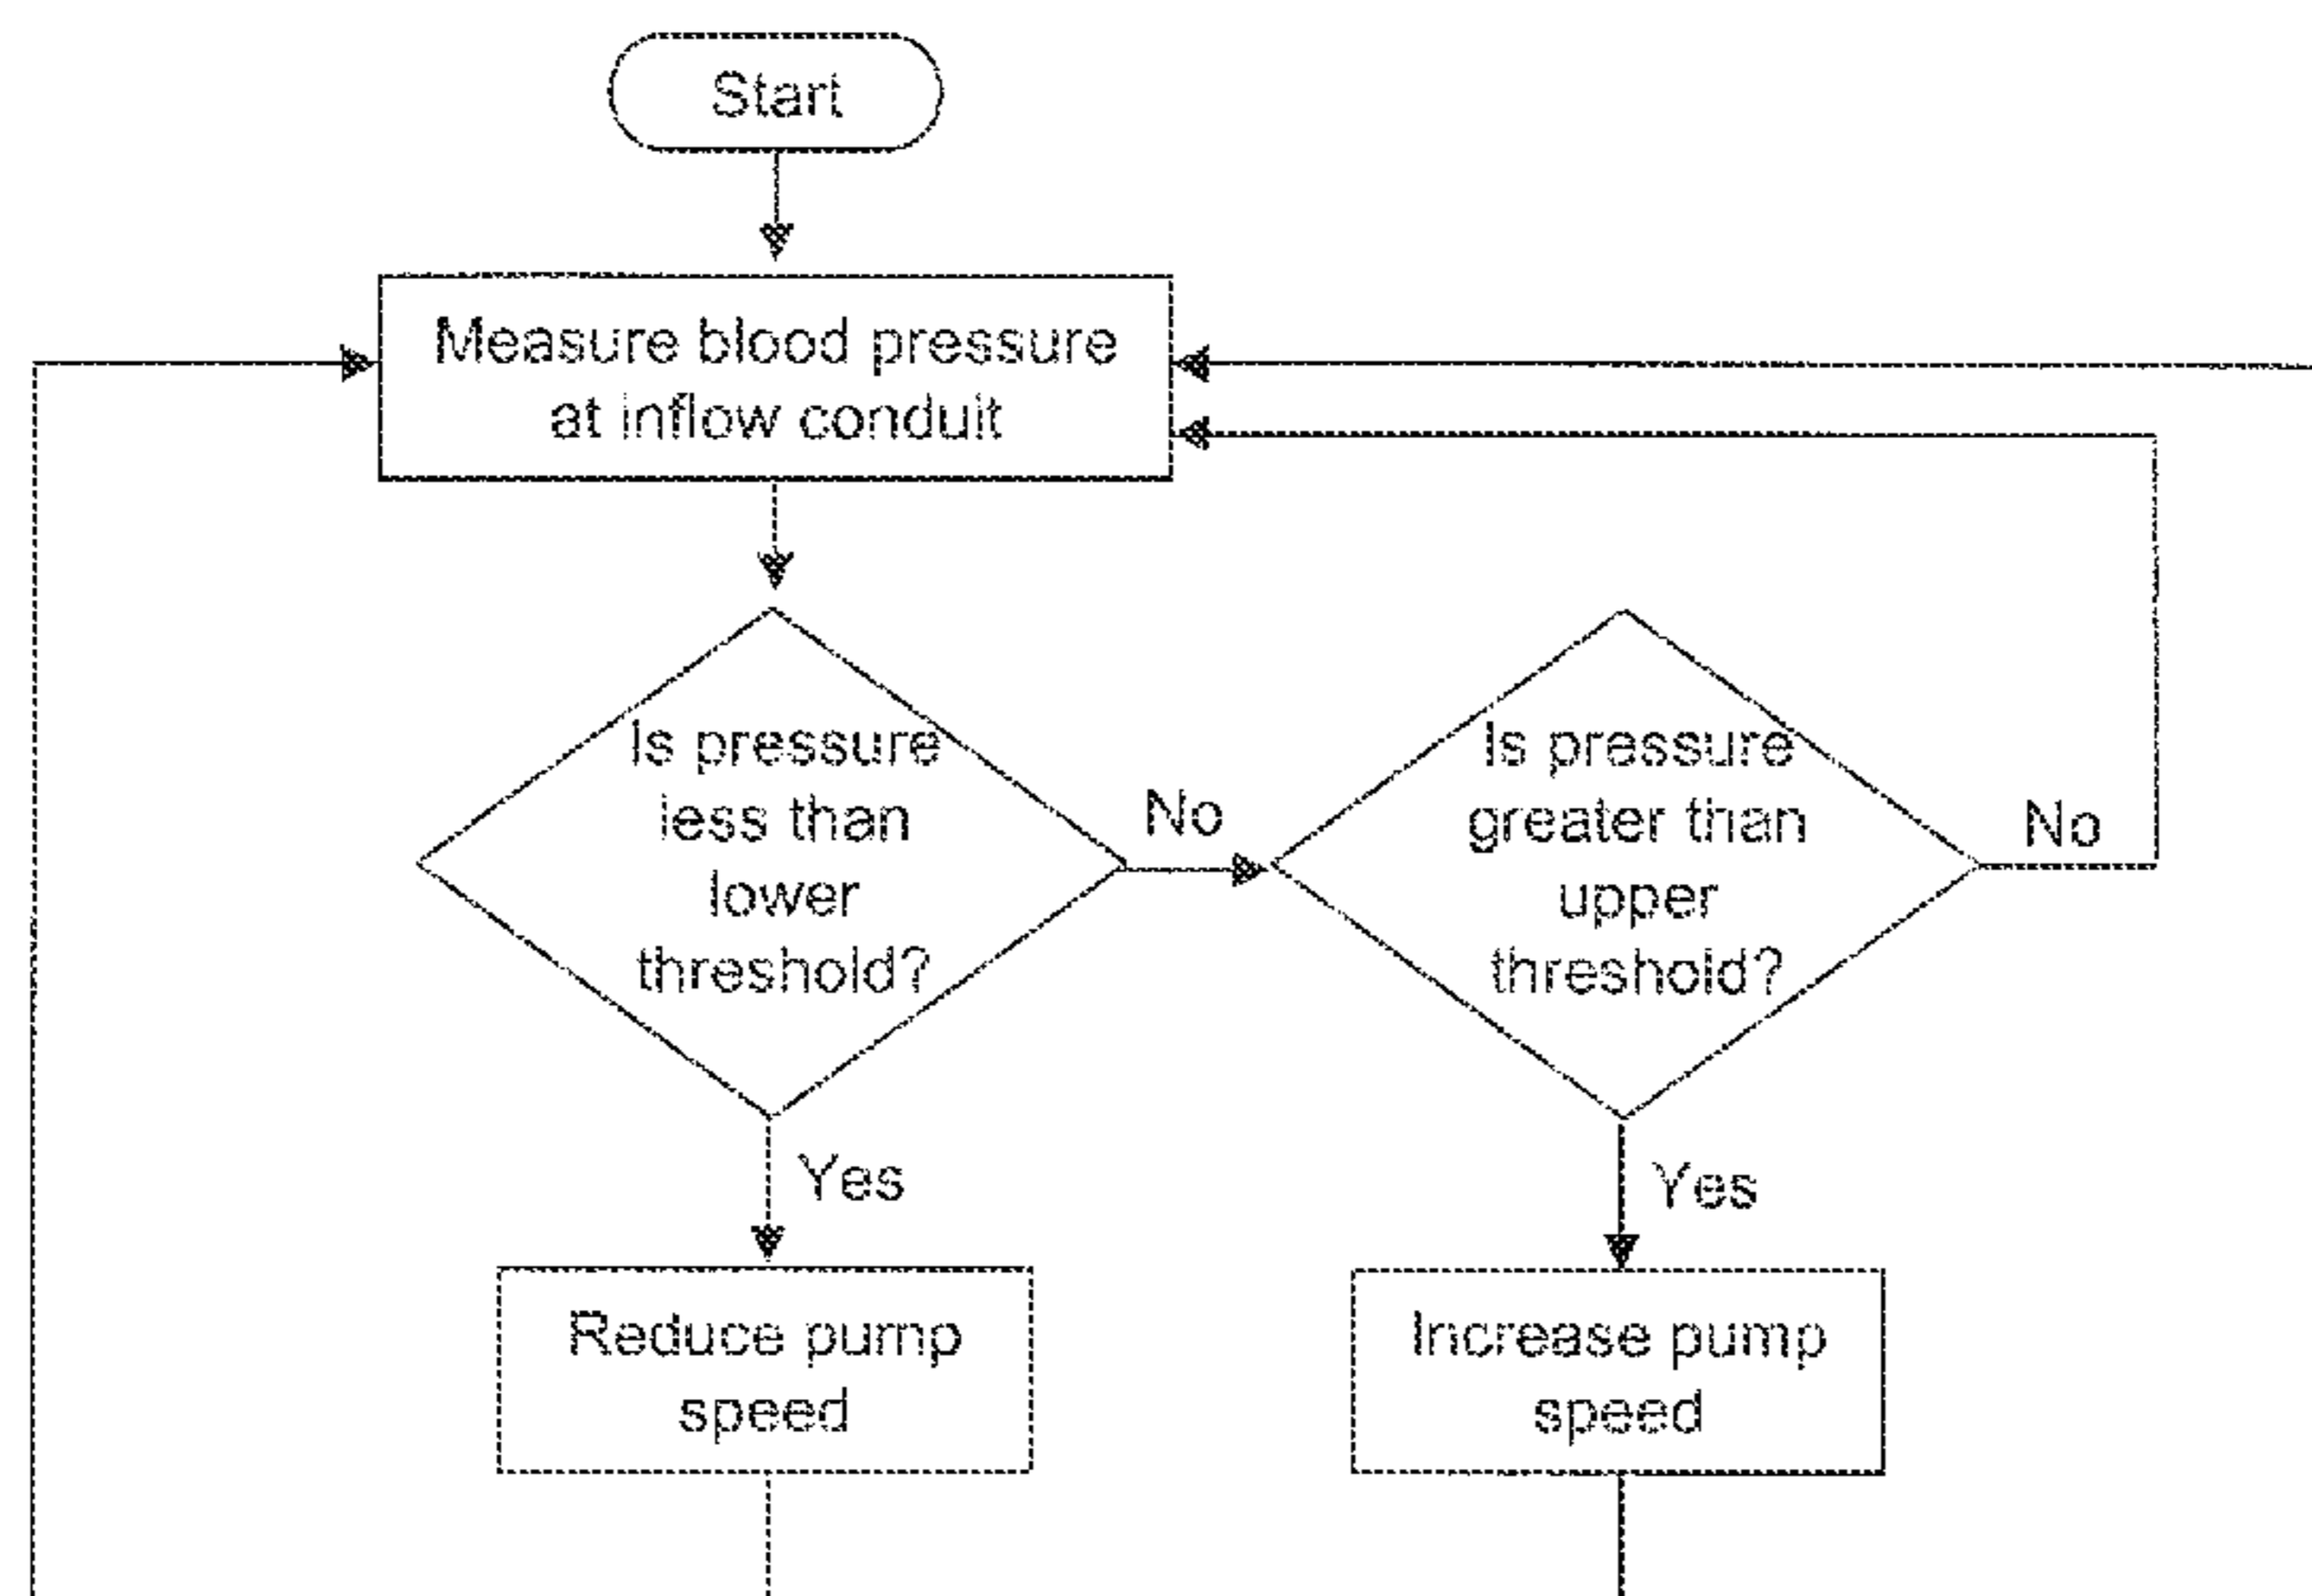 Start
Measure blood pressure
at inflow conduit
Is pressure
less than
lower
threshold?
No
Is pressure
greater than
upper
threshold?
No
Yes
Yes
Reduce pump
speed
Increase pump
speed